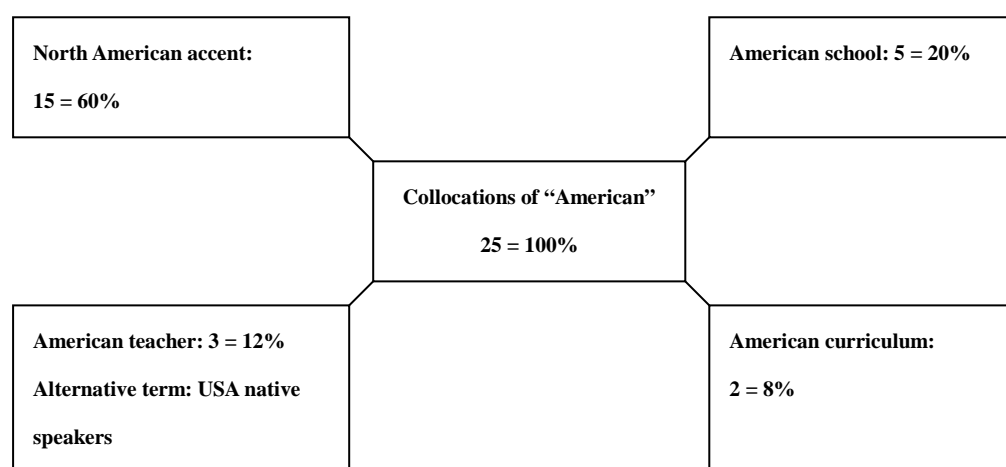 North American accent:
15 = 60%
American school: 5 = 20%
Collocations of “American”
25 = 100%
American teacher: 3 = 12%
Alternative term: USA native
speakers
American curriculum:
2 = 8%